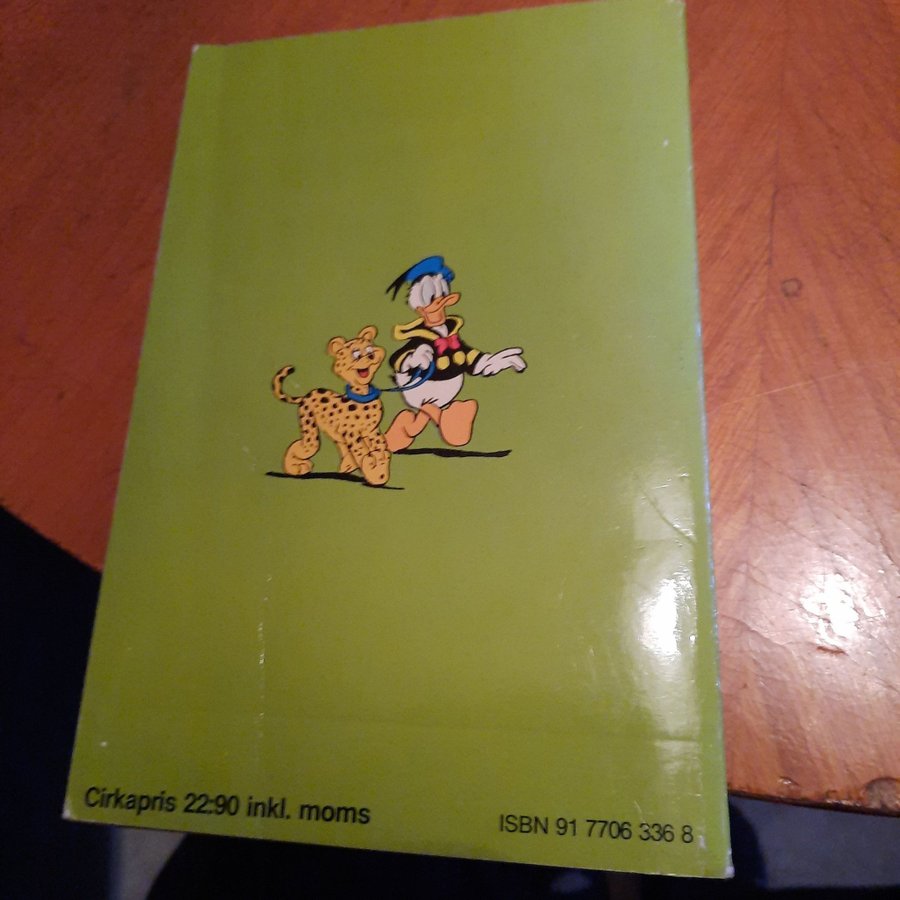 Cirkapris 22:90 inkl. moms
ISBN 91 7706 336 8